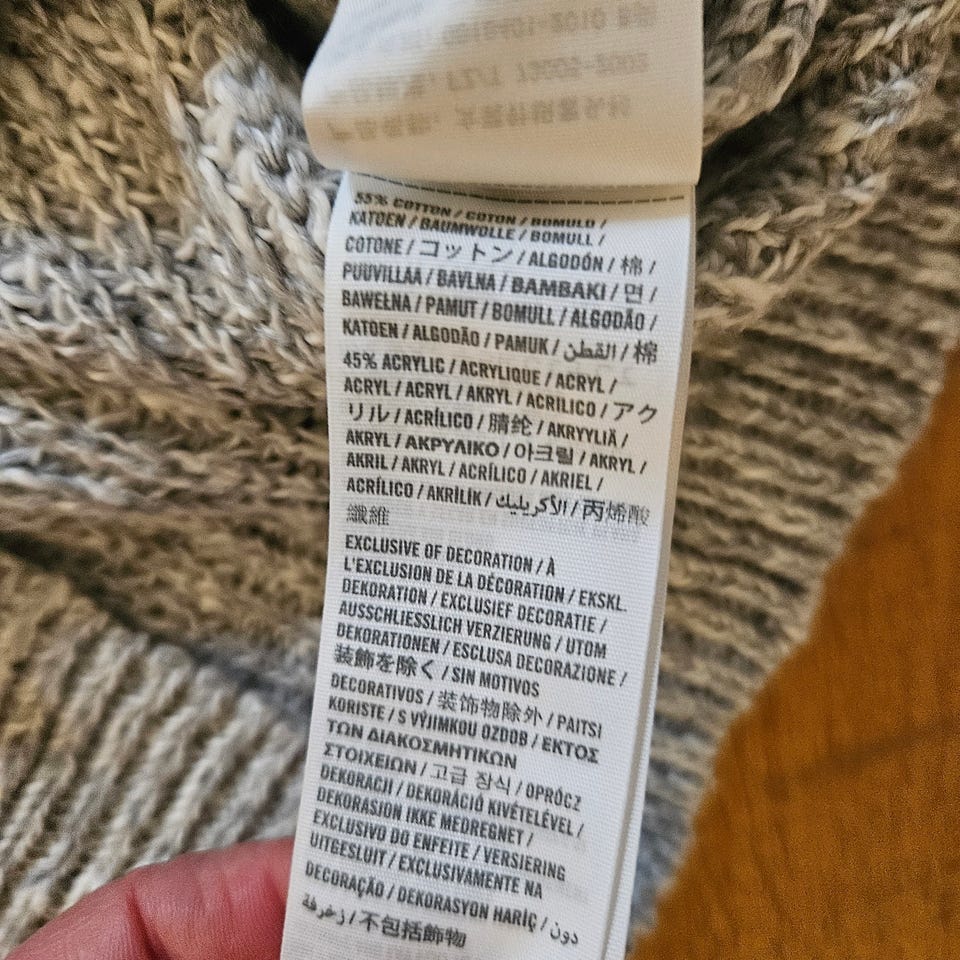 55% COTTON / COTON / BOMULD /
KATOEN / BAUMWOLLE / BOMULL /
COTONE / コットン / ALGODÓN / 棉 /
PUUVILLAA / BAVLNA / BAMBAKI / 면 /
BAWEŁNA / PAMUT / BOMULL / ALGODÃO /
KATOEN / ALGODÃO / PAMUK / القطن / 棉
45% ACRYLIC / ACRYLIQUE / ACRYL /
ACRYL / ACRYL / AKRYL / ACRILICO / アク
リル / ACRÍLICO / 腈纶 / AKRYYLIÄ /
AKRYL / ΑΚΡΥΛΙΚΟ / 아크릴 / AKRYL /
AKRIL / AKRYL / ACRÍLICO / AKRIEL /
ACRÍLICO / AKRİLİK / الأكريليك / 丙烯酸
纖維
EXCLUSIVE OF DECORATION / À
L'EXCLUSION DE LA DÉCORATION / EKSKL.
DEKORATION / EXCLUSIEF DECORATIE /
AUSSCHLIESSLICH VERZIERUNG / UTOM
DEKORATIONEN / ESCLUSA DECORAZIONE /
装飾を除く / SIN MOTIVOS
DECORATIVOS / 装饰物除外 / PAITSI
KORISTE / S VÝJIMKOU OZDOB / ΕΚΤΟΣ
ΤΩΝ ΔΙΑΚΟΣΜΗΤΙΚΩΝ
ΣΤΟΙΧΕΙΩΝ / 고급 장식 / OPRÓCZ
DEKORACJI / DEKORÁCIÓ KIVÉTELÉVEL /
DEKORASJON IKKE MEDREGNET /
EXCLUSIVO DO ENFEITE / VERSIERING
UITGESLUIT / EXCLUSIVAMENTE NA
DECORAÇÃO / DEKORASYON HARİÇ / دون
زخرفة / 不包括飾物